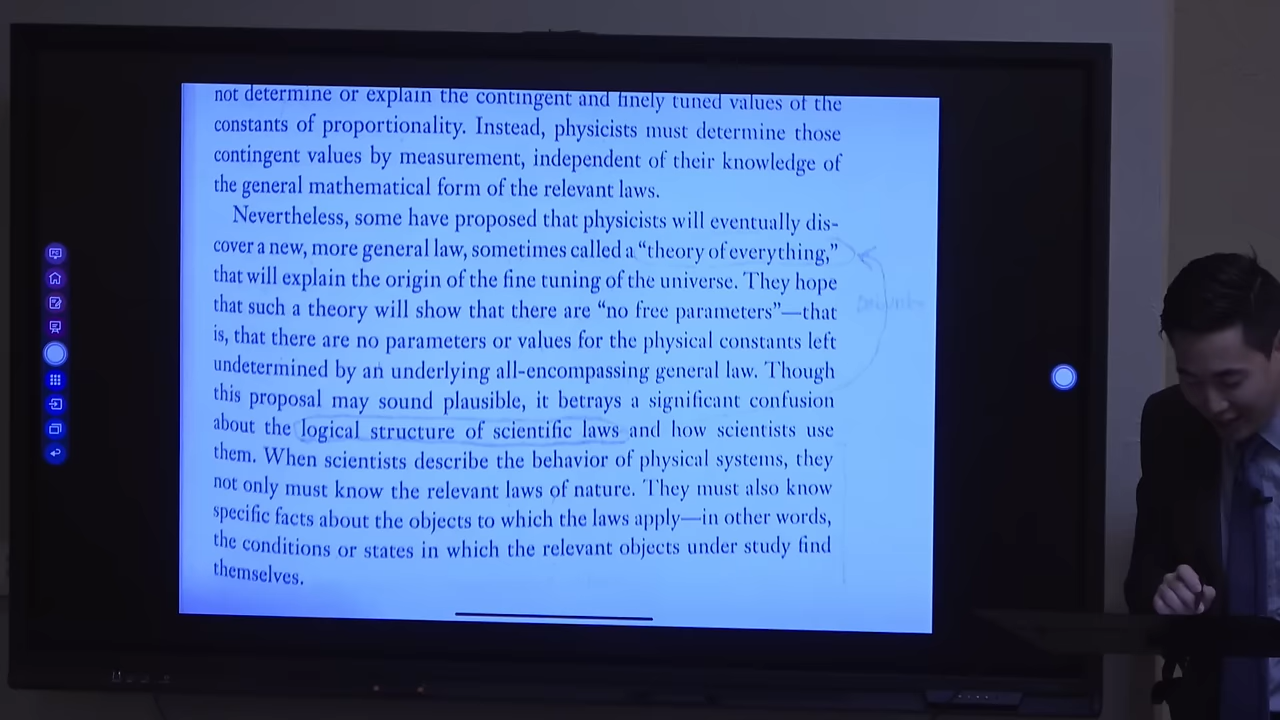 not determine or explain the contingent and finely tuned values of the
constants of proportionality. Instead, physicists must determine those
contingent values by measurement, independent of their knowledge of
the general mathematical form of the relevant laws.
Nevertheless, some have proposed that physicists will eventually dis-
cover a new, more general law, sometimes called a “theory of everything,”
that will explain the origin of the fine tuning of the universe. They hope
that such a theory will show that there are “no free parameters”—that
is, that there are no parameters or values for the physical constants left
undetermined by an underlying all-encompassing general law. Though
this proposal may sound plausible, it betrays a significant confusion
about the logical structure of scientific laws and how scientists use
them. When scientists describe the behavior of physical systems, they
not only must know the relevant laws of nature. They must also know
specific facts about the objects to which the laws apply—in other words,
the conditions or states in which the relevant objects under study find
themselves.